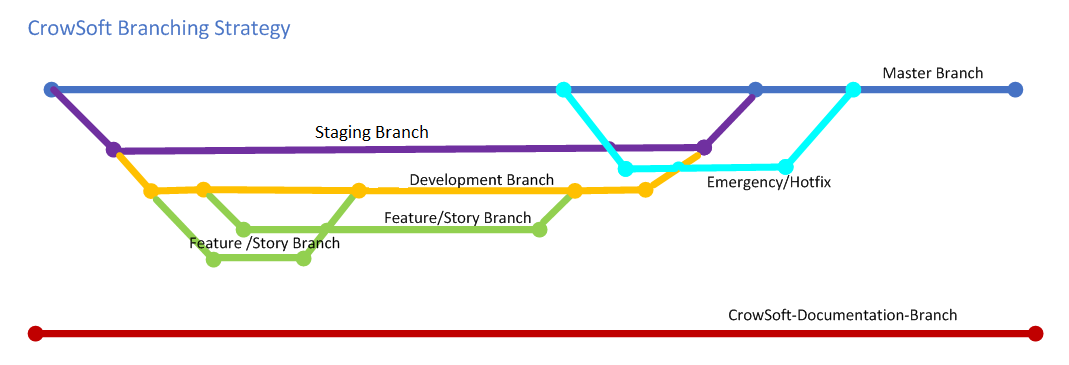 CrowSoft Branching Strategy
Master Branch
Staging Branch
Development Branch
Emergency/Hotfix
Feature/Story Branch
Feature /Story Branch
CrowSoft-Documentation-Branch